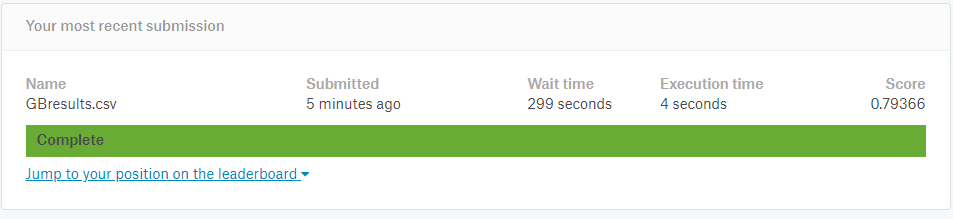 Your most recent submission
Name Submitted Wait time Execution time Score
GBresults.csv 5 minutes ago 299 seconds 4 seconds 0.79366
Complete
Jump to your position on the leaderboard